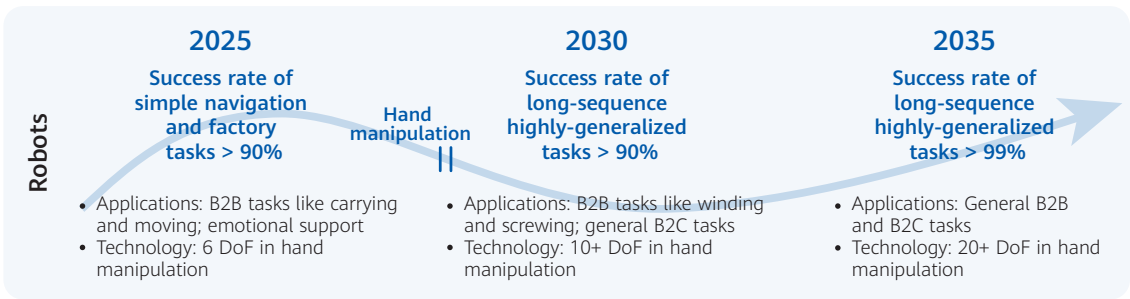 Robots
2025
Success rate of
simple navigation
and factory
tasks > 90%
• Applications: B2B tasks like carrying
and moving; emotional support
• Technology: 6 DoF in hand
manipulation
Hand
manipulation
2030
Success rate of
long-sequence
highly-generalized
tasks > 90%
• Applications: B2B tasks like winding
and screwing; general B2C tasks
• Technology: 10+ DoF in hand
manipulation
2035
Success rate of
long-sequence
highly-generalized
tasks > 99%
• Applications: General B2B
and B2C tasks
• Technology: 20+ DoF in hand
manipulation